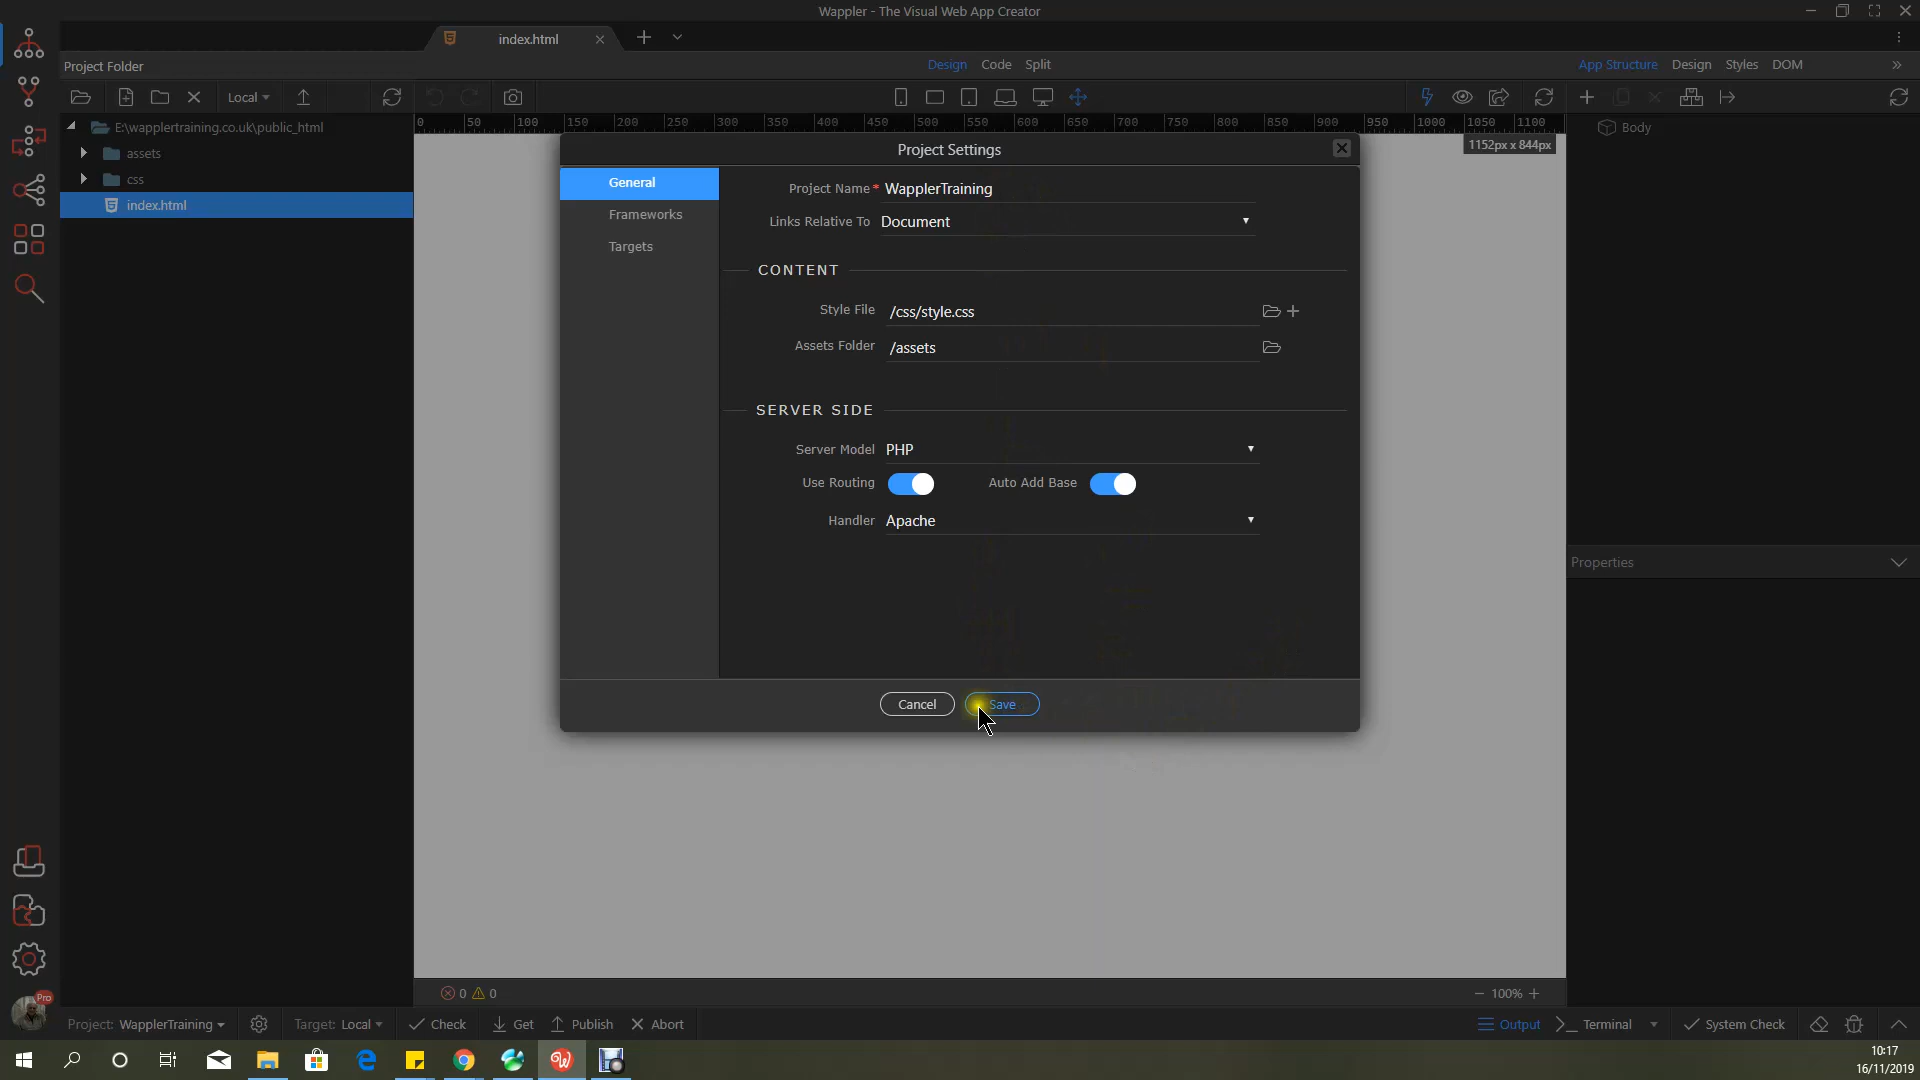 Wappler - The Visual Web App Creator
index.html
Project Folder
Design Code Split
App Structure Design Styles DOM
Local
0 50 100 150 200 250 300 350 400 450 500 550 600 650 700 750 800 850 900 950 1000 1050 1100
E:\wapplertraining.co.uk\public_html
assets
css
index.html
Body
1152px x 844px
Project Settings
General
Frameworks
Targets
Project Name * WapplerTraining
Links Relative To Document
CONTENT
Style File /css/style.css
Assets Folder /assets
SERVER SIDE
Server Model PHP
Use Routing Auto Add Base
Handler Apache
Cancel Save
Properties
0 0
100%
Pro
Project: WapplerTraining Target: Local Check Get Publish Abort
Output Terminal System Check
10:17
16/11/2019